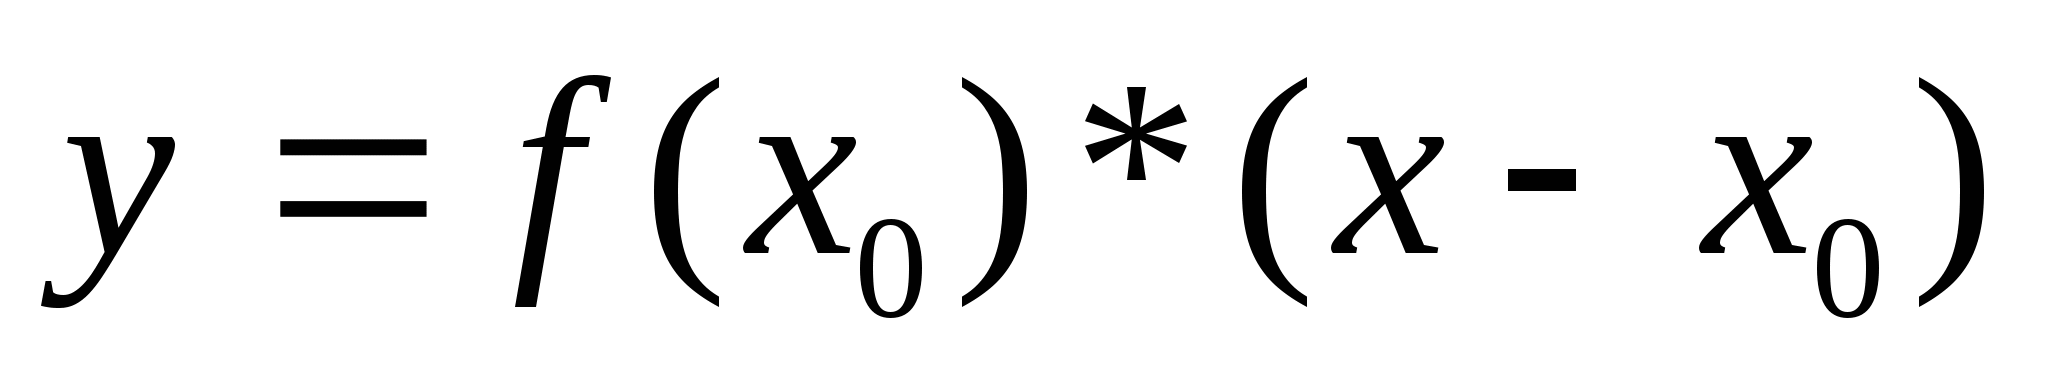 y = f(x₀)*(x - x₀)